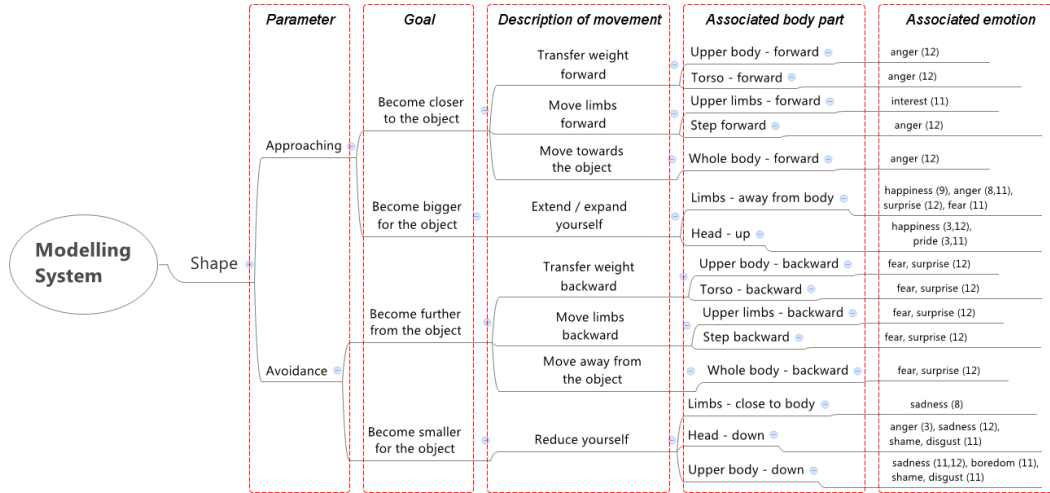 Parameter
Goal
Description of movement
Associated body part
Associated emotion
Modelling
System
Shape
Approaching
Become closer
to the object
Transfer weight
forward
Upper body - forward
anger (12)
Torso - forward
anger (12)
Move limbs
forward
Upper limbs - forward
interest (11)
Step forward
anger (12)
Move towards
the object
Whole body - forward
anger (12)
Become bigger
for the object
Extend / expand
yourself
Limbs - away from body
happiness (9), anger (8,11),
surprise (12), fear (11)
Head - up
happiness (3,12),
pride (3,11)
Avoidance
Become further
from the object
Transfer weight
backward
Upper body - backward
fear, surprise (12)
Torso - backward
fear, surprise (12)
Move limbs
backward
Upper limbs - backward
fear, surprise (12)
Step backward
fear, surprise (12)
Move away from
the object
Whole body - backward
fear, surprise (12)
Become smaller
for the object
Reduce yourself
Limbs - close to body
sadness (8)
Head - down
anger (3), sadness (12),
shame, disgust (11)
Upper body - down
sadness (11,12), boredom (11),
shame, disgust (11)